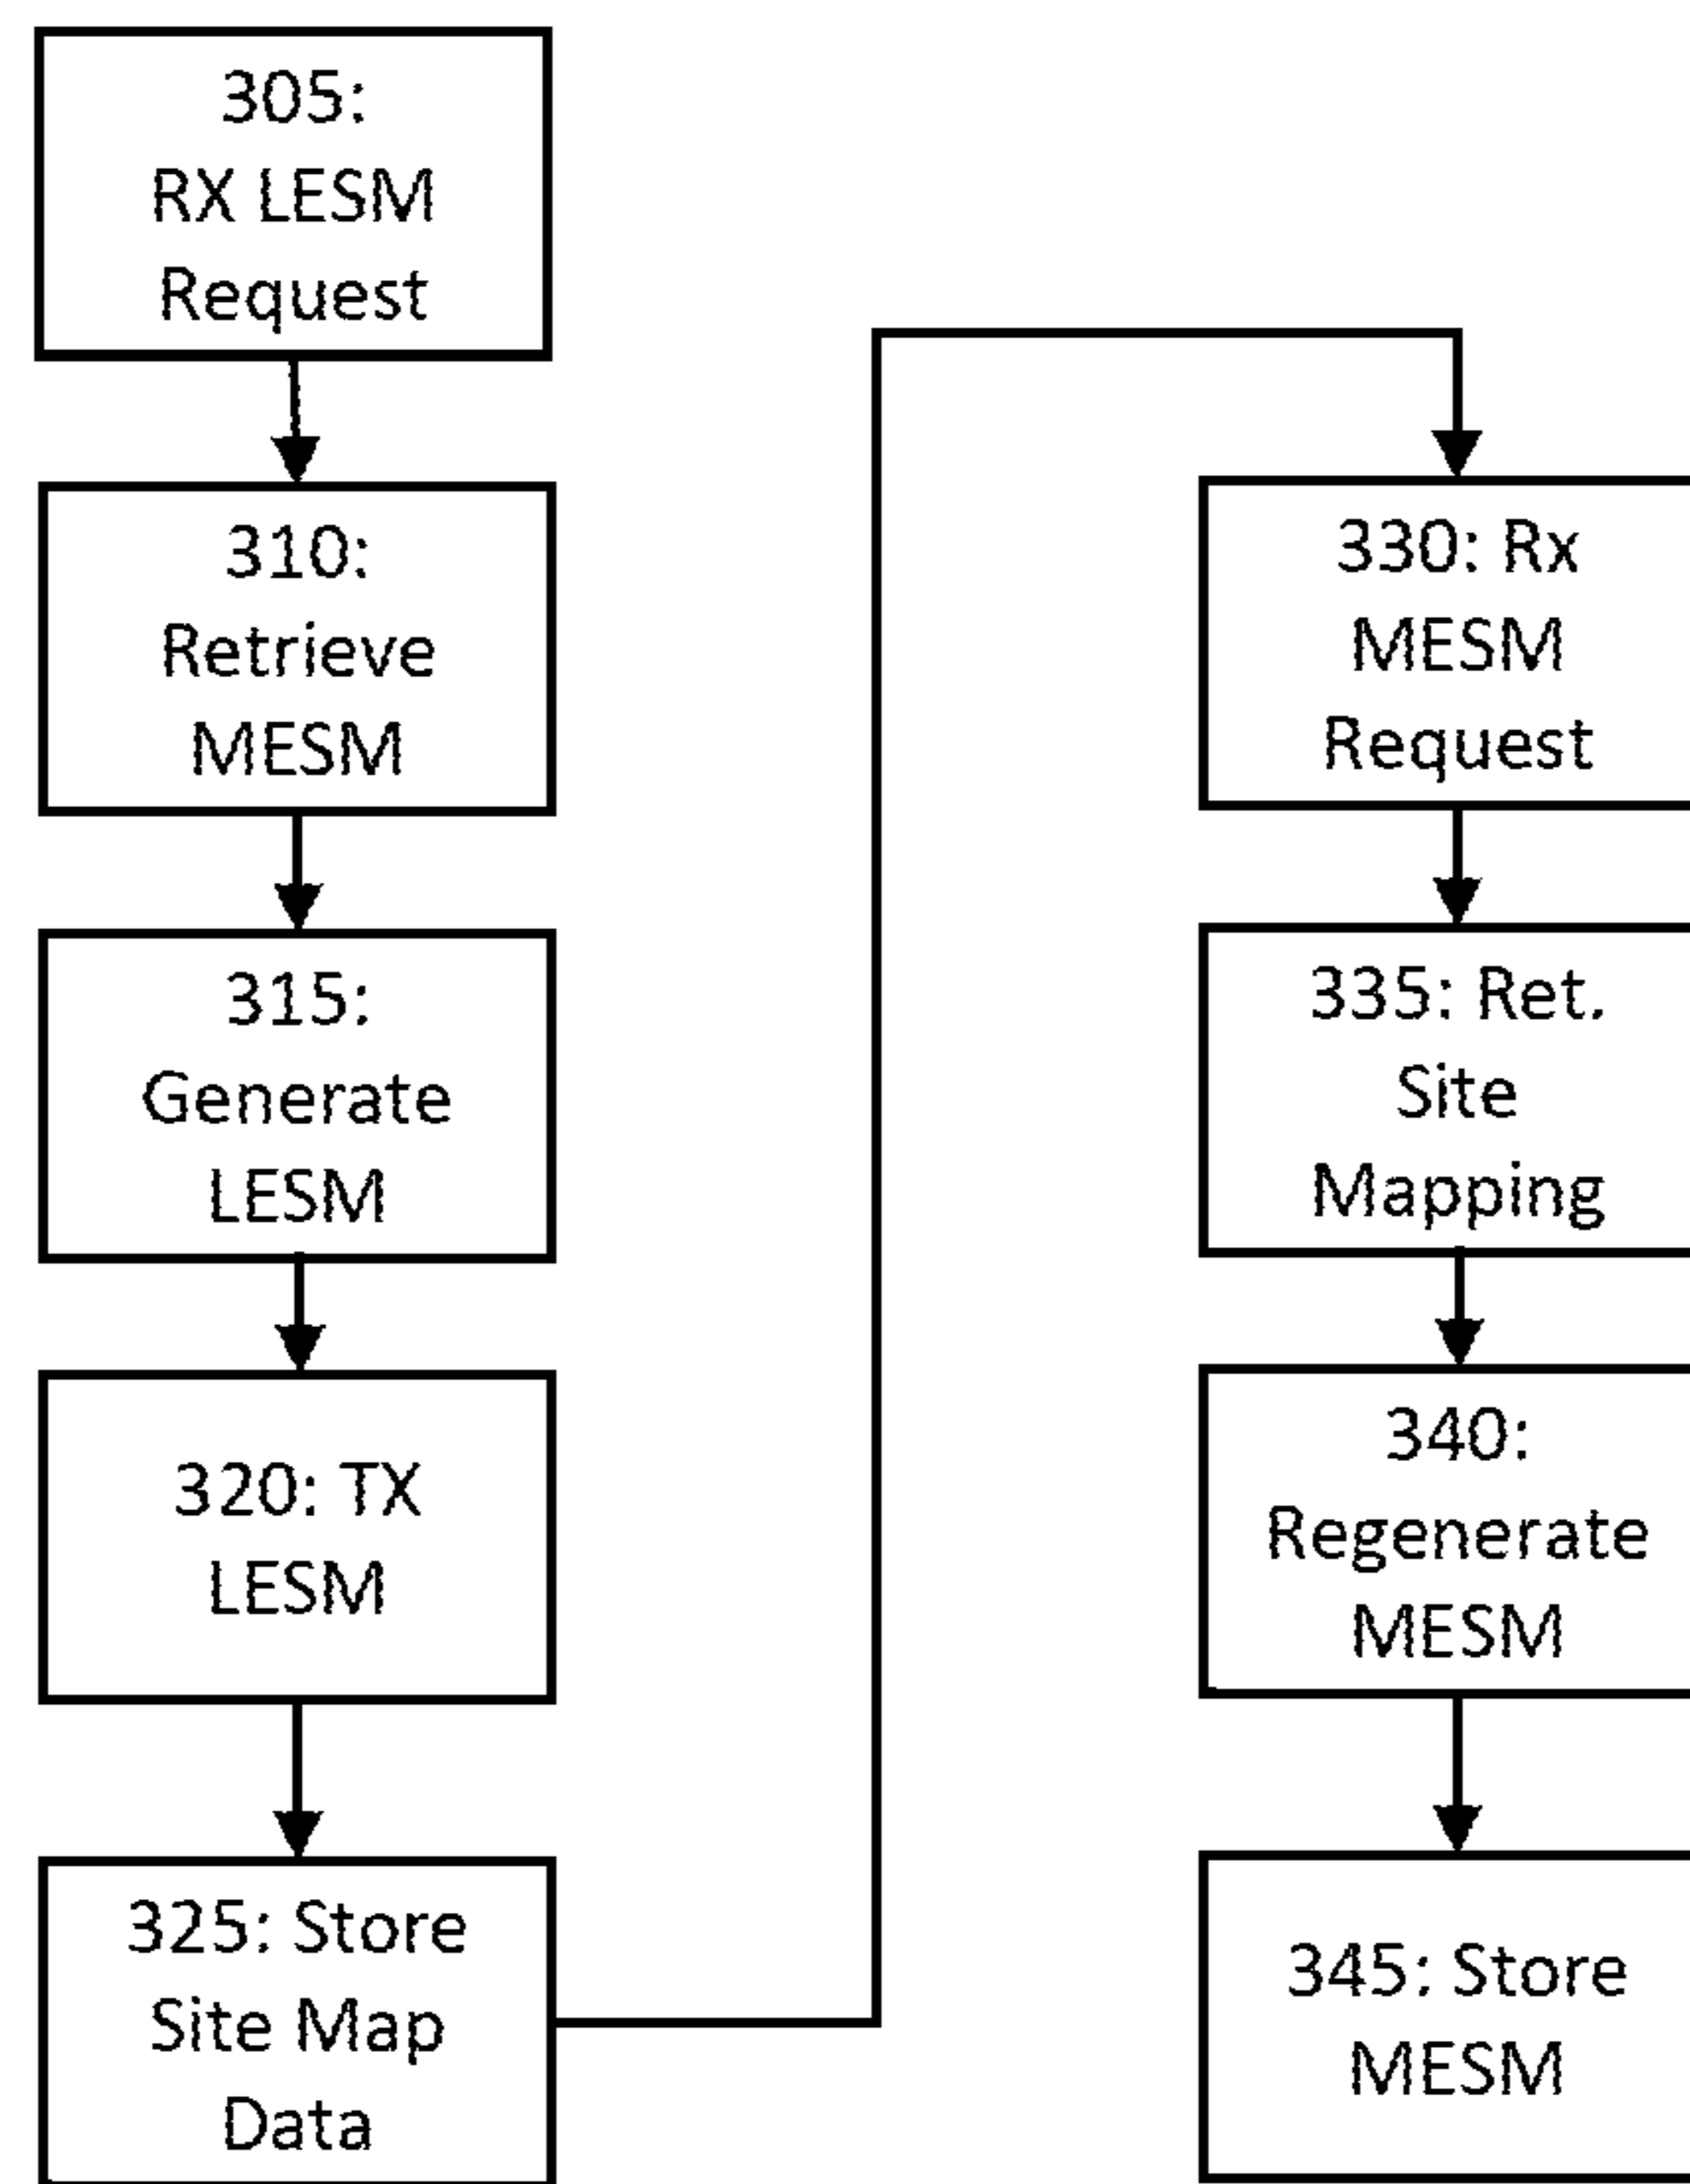 305:
RX LESM
Request
310:
Retrieve
MESM
315:
Generate
LESM
320: TX
LESM
325: Store
Site Map
Data
330: Rx
MESM
Request
335: Ret.
Site
Mapping
340:
Regenerate
MESM
345: Store
MESM